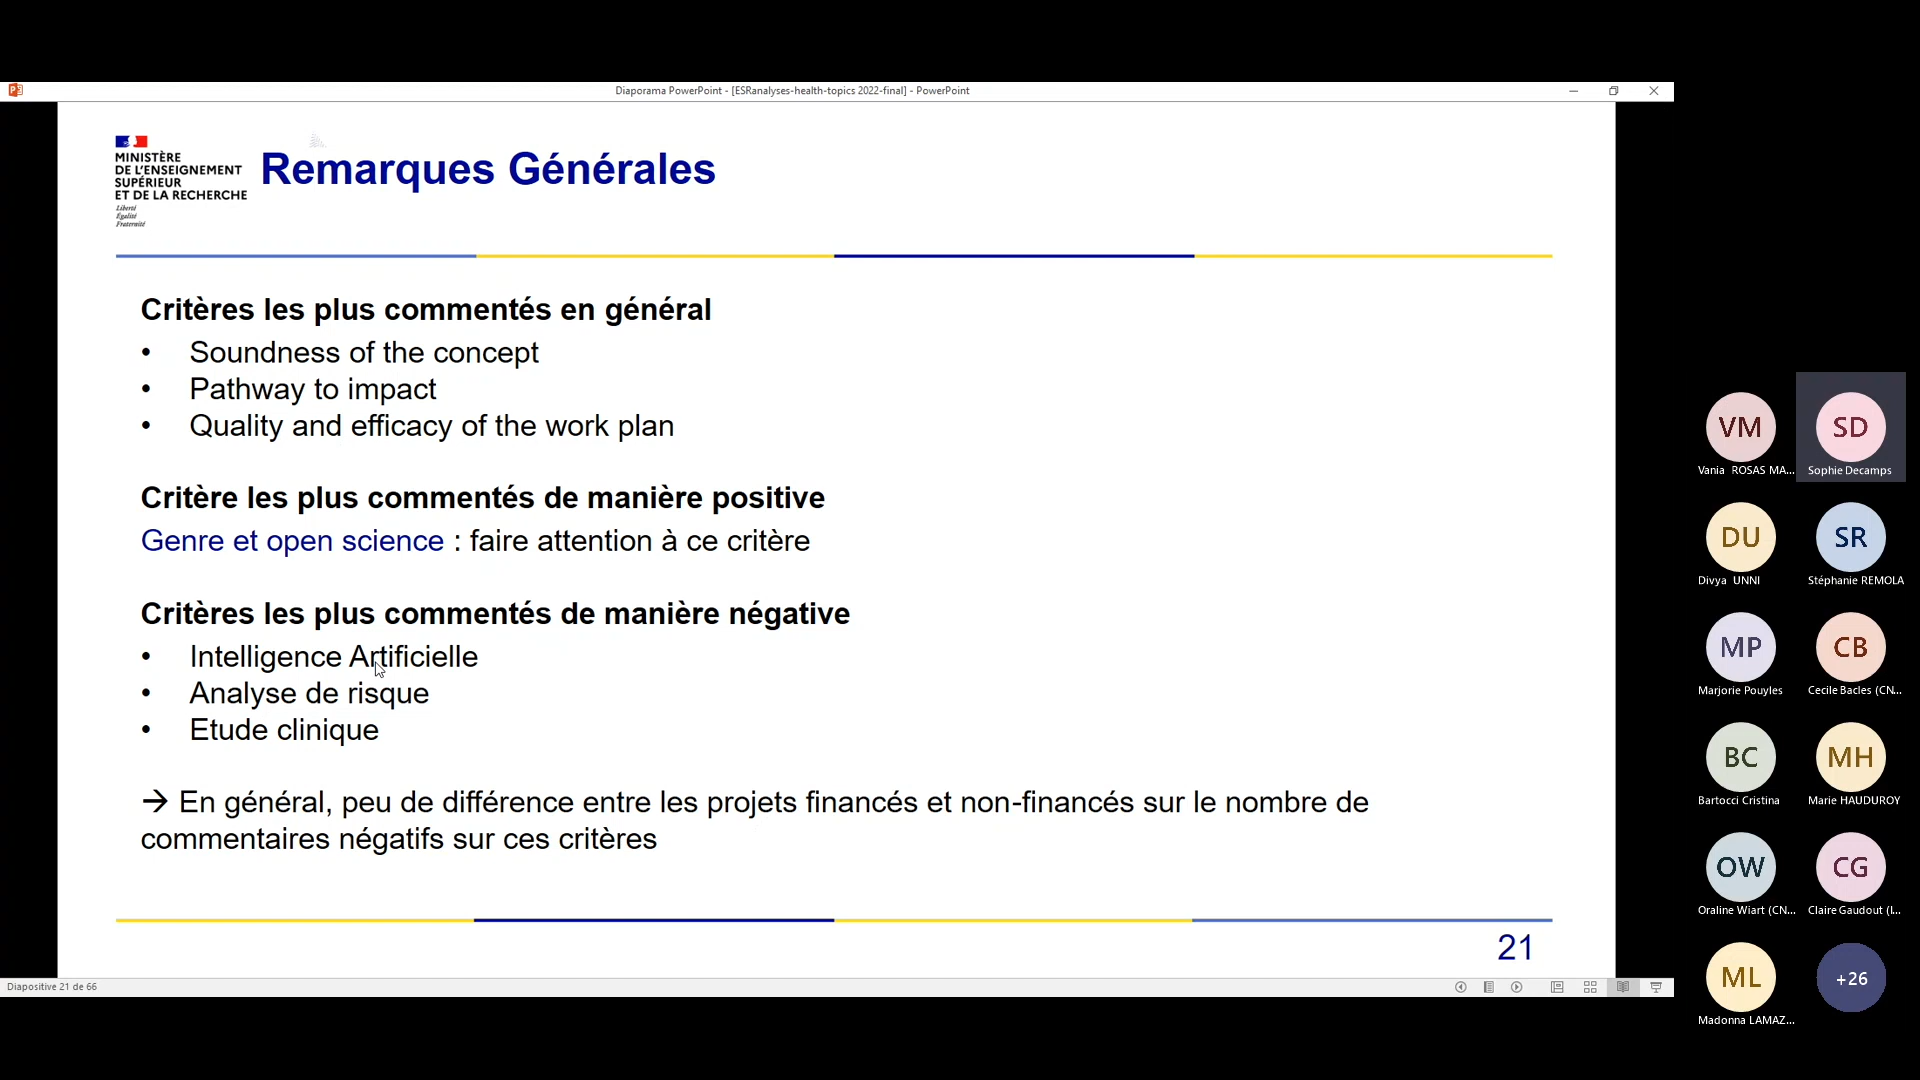 Diaporama PowerPoint - [ESRanalyses-health-topics 2022-final] - PowerPoint
MINISTÈRE
DE L'ENSEIGNEMENT
SUPÉRIEUR
ET DE LA RECHERCHE
Liberté
Égalité
Fraternité
Remarques Générales
Critères les plus commentés en général
• Soundness of the concept
• Pathway to impact
• Quality and efficacy of the work plan
Critère les plus commentés de manière positive
Genre et open science : faire attention à ce critère
Critères les plus commentés de manière négative
• Intelligence Artificielle
• Analyse de risque
• Etude clinique
→ En général, peu de différence entre les projets financés et non-financés sur le nombre de
commentaires négatifs sur ces critères
21
Diapositive 21 de 66
VM
Vania ROSAS MA...
SD
Sophie Decamps
DU
Divya UNNI
SR
Stéphanie REMOLA
MP
Marjorie Pouyles
CB
Cecile Bacles (CN...
BC
Bartocci Cristina
MH
Marie HAUDUROY
OW
Oraline Wiart (CN...
CG
Claire Gaudout (I...
ML
Madonna LAMAZ...
+26